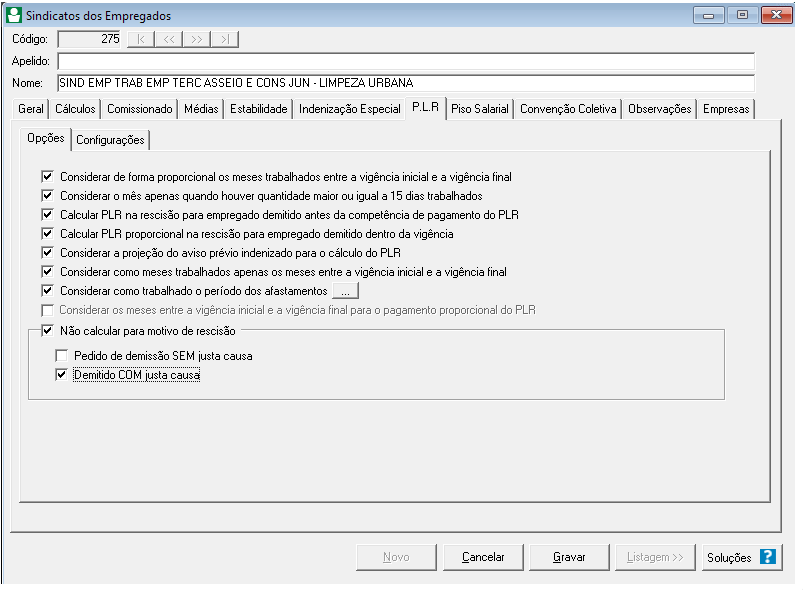 Sindicatos dos Empregados
Código: 275 |< << >> >|
Apelido:
Nome: SIND EMP TRAB EMP TERC ASSEIO E CONS JUN - LIMPEZA URBANA
Geral Cálculos Comissionado Médias Estabilidade Indenização Especial P.L.R Piso Salarial Convenção Coletiva Observações Empresas
Opções Configurações
Considerar de forma proporcional os meses trabalhados entre a vigência inicial e a vigência final
Considerar o mês apenas quando houver quantidade maior ou igual a 15 dias trabalhados
Calcular PLR na rescisão para empregado demitido antes da competência de pagamento do PLR
Calcular PLR proporcional na rescisão para empregado demitido dentro da vigência
Considerar a projeção do aviso prévio indenizado para o cálculo do PLR
Considerar como meses trabalhados apenas os meses entre a vigência inicial e a vigência final
Considerar como trabalhado o período dos afastamentos ...
Considerar os meses entre a vigência inicial e a vigência final para o pagamento proporcional do PLR
Não calcular para motivo de rescisão
Pedido de demissão SEM justa causa
Demitido COM justa causa
Novo Cancelar Gravar Listagem >> Soluções ?